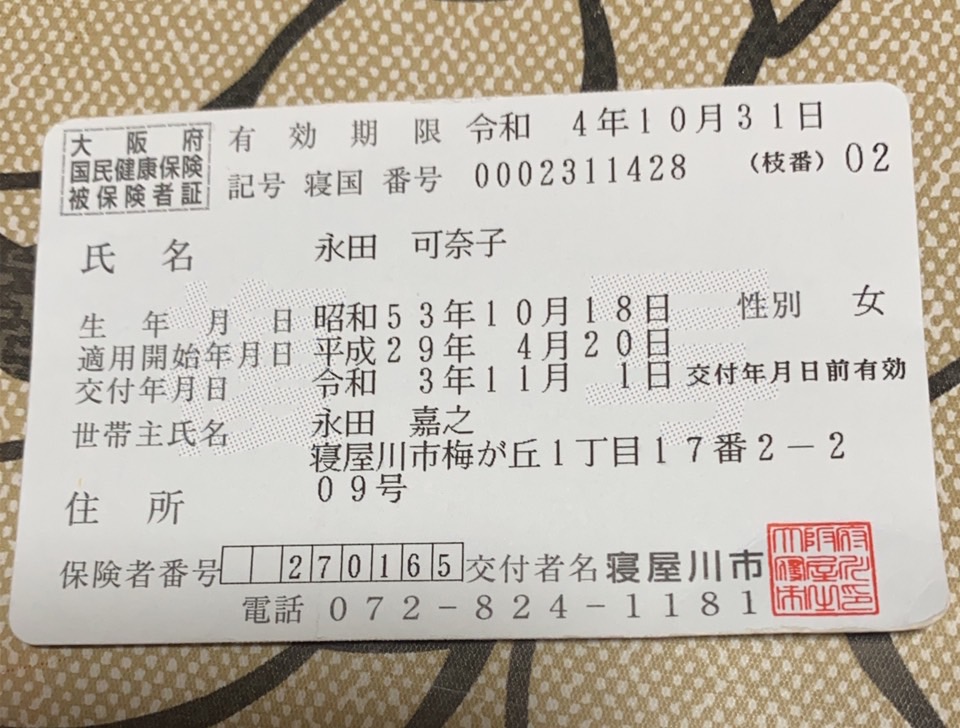 大阪府
国民健康保険
被保険者証
有効期限 令和 4年10月31日
記号 寝国 番号 0002311428 (枝番) 02
氏名 永田 可奈子
生年月日 昭和53年10月18日 性別 女
適用開始年月日 平成29年 4月20日
交付年月日 令和 3年11月 1日 交付年月日前有効
世帯主氏名 永田 嘉之
住所 寝屋川市梅が丘1丁目17番2-2
09号
保険者番号 270165 交付者名 寝屋川市
電話 072-824-1181